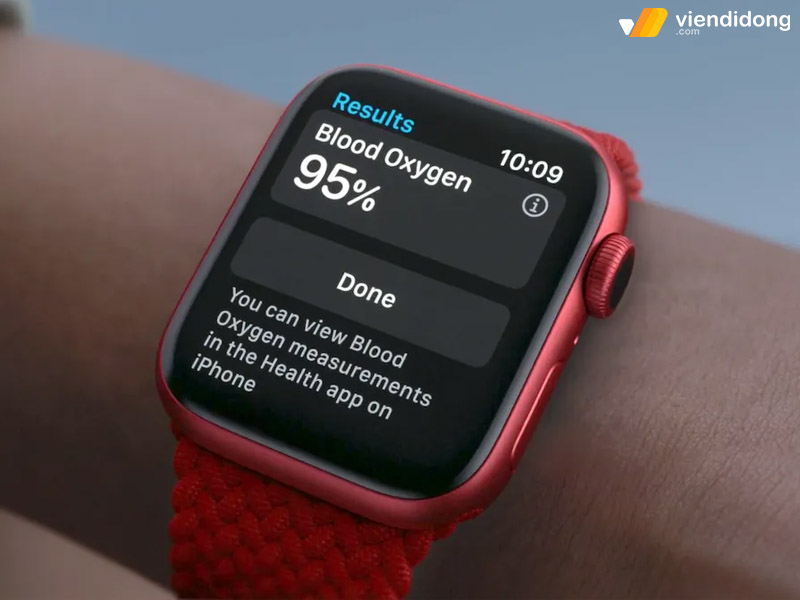 viendidong
.com
Results
10:09
Blood Oxygen
95%
Done
You can view Blood
Oxygen measurements
in the Health app on
iPhone